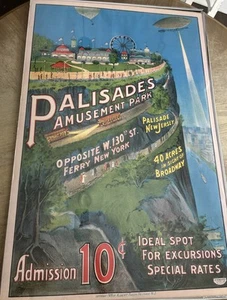 PALISADES
AMUSEMENT PARK
PALISADE
NEW JERSEY
OPPOSITE W. 130th ST.
FERRY NEW YORK
40 ACRES
BROADWAY
Admission 10¢
IDEAL SPOT
FOR EXCURSIONS
SPECIAL RATES